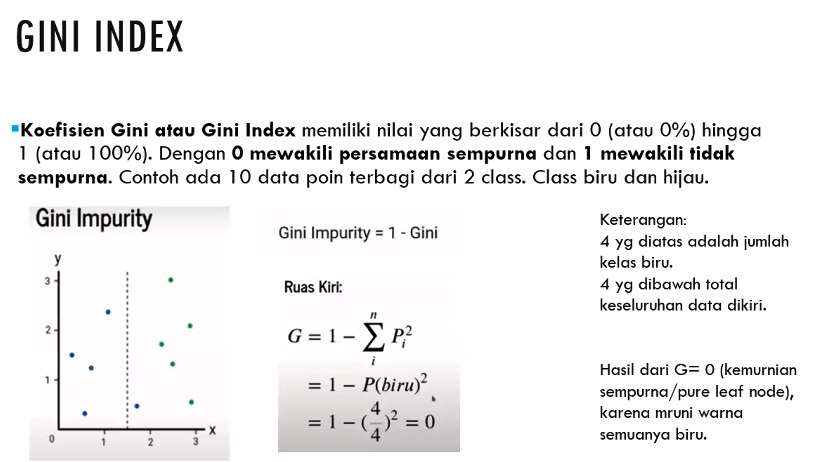 GINI INDEX
Koefisien Gini atau Gini Index memiliki nilai yang berkisar dari 0 (atau 0%) hingga
1 (atau 100%). Dengan 0 mewakili persamaan sempurna dan 1 mewakili tidak
sempurna. Contoh ada 10 data poin terbagi dari 2 class. Class biru dan hijau.
Gini Impurity
y
3
2
1
0 1 2 3 x
Gini Impurity = 1 - Gini
Ruas Kiri:
G = 1 − ∑_i^n P_i^2
= 1 − P(biru)^2
= 1 − (4/4)^2 = 0
Keterangan:
4 yg diatas adalah jumlah
kelas biru.
4 yg dibawah total
keseluruhan data dikiri.
Hasil dari G= 0 (kemurnian
sempurna/pure leaf node),
karena mruni warna
semuanya biru.